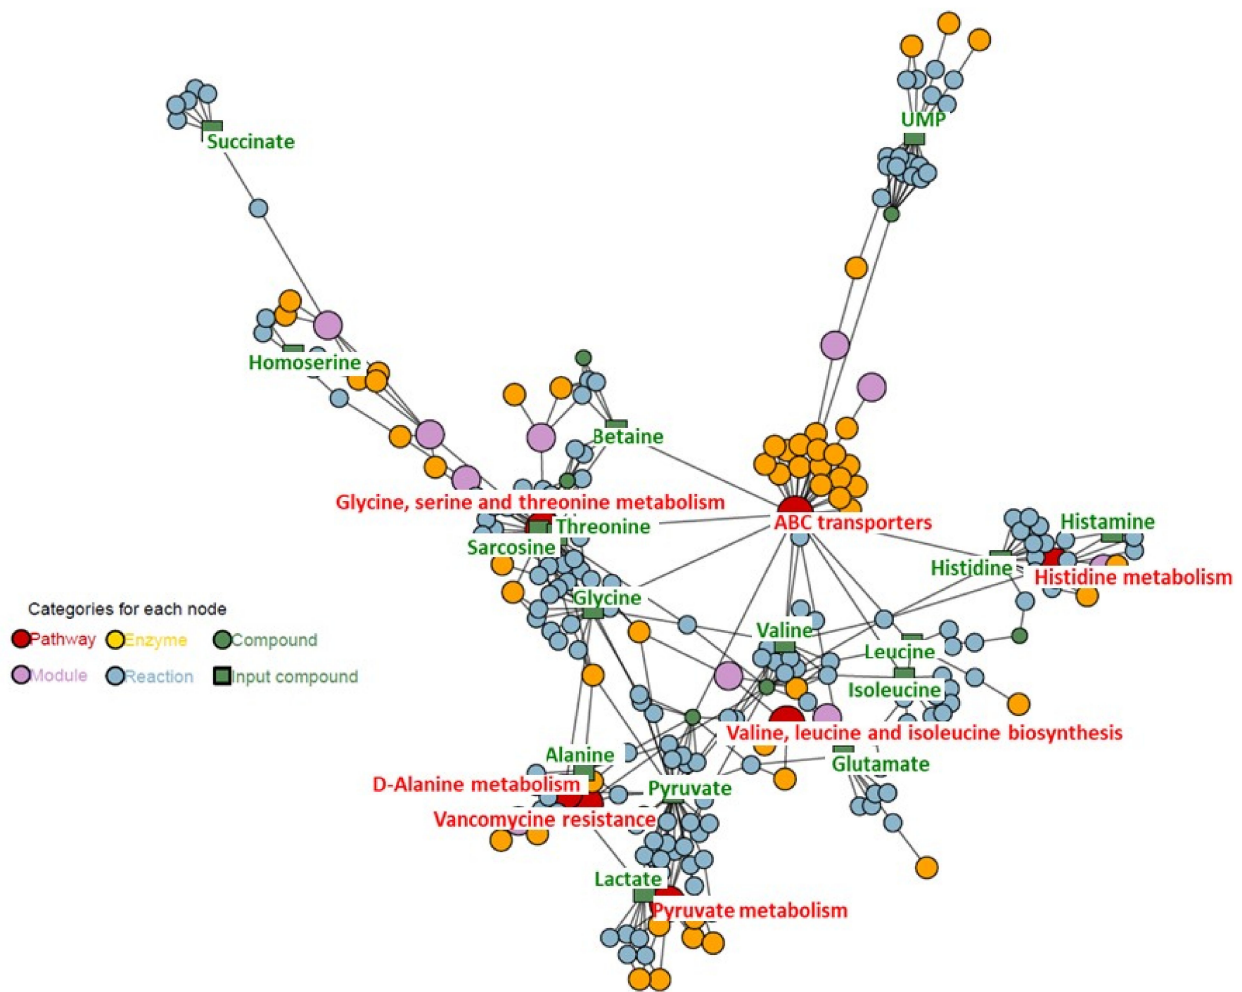 UMP
Succinate
Homoserine
Betaine
Glycine, serine and threonine metabolism
ABC transporters
Threonine
Histamine
Sarcosine
Histidine
Histidine metabolism
Glycine
Categories for each node
Pathway
Enzyme
Compound
Module
Reaction
Input compound
Valine
Leucine
Isoleucine
Valine, leucine and isoleucine biosynthesis
Alanine
Glutamate
D-Alanine metabolism
Pyruvate
Vancomycine resistance
Lactate
Pyruvate metabolism